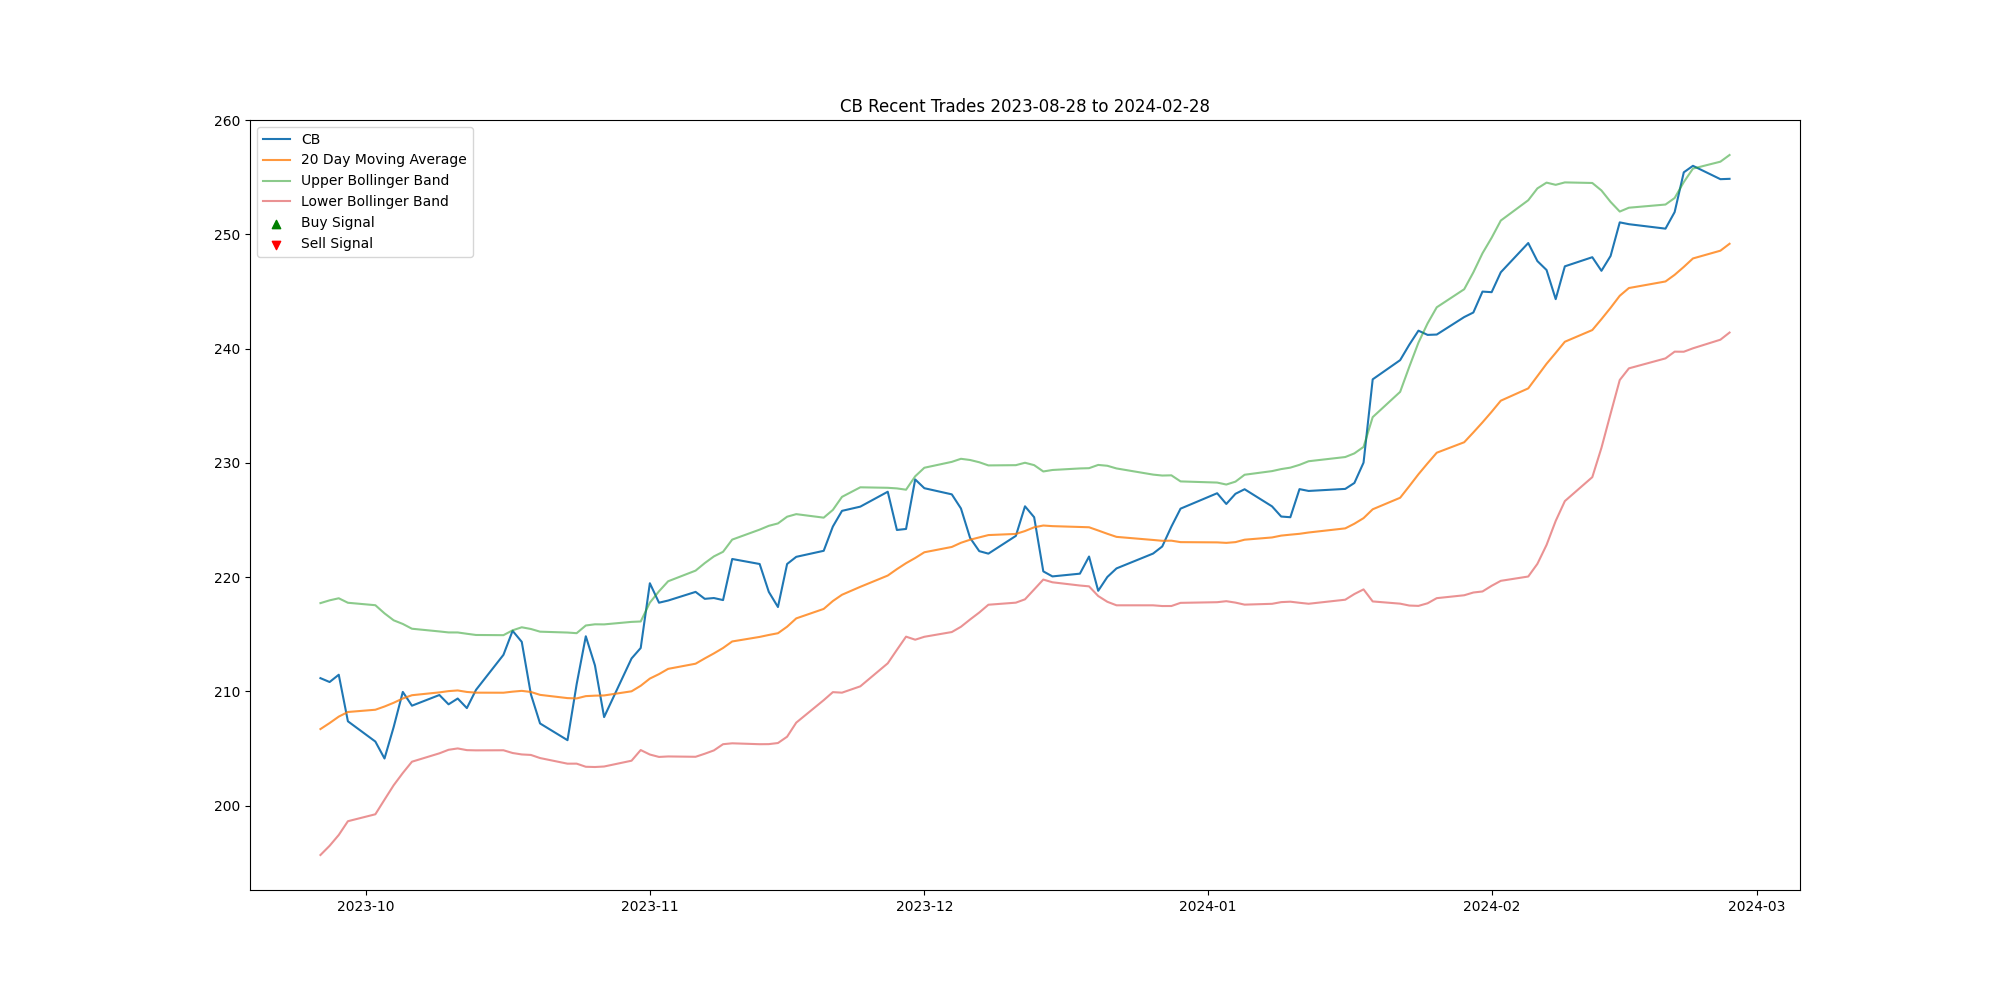 CB Recent Trades 2023-08-28 to 2024-02-28
260
250
240
230
220
210
200
CB
20 Day Moving Average
Upper Bollinger Band
Lower Bollinger Band
Buy Signal
Sell Signal
2023-10 2023-11 2023-12 2024-01 2024-02 2024-03